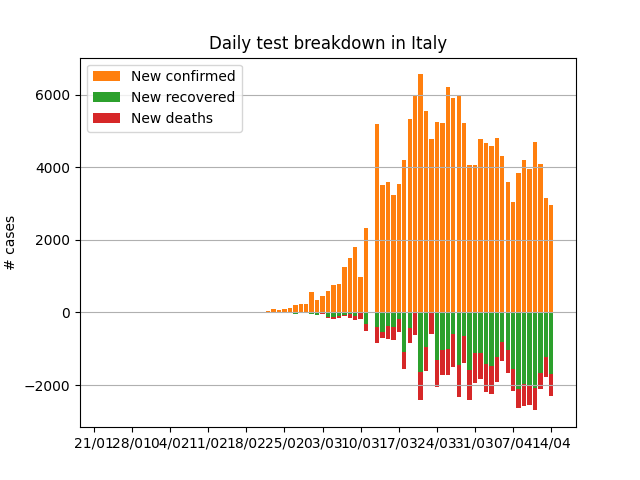 Daily test breakdown in Italy
New confirmed
New recovered
New deaths
6000
4000
2000
0
−2000
# cases
21/01 28/01 04/02 11/02 18/02 25/02 03/03 10/03 17/03 24/03 31/03 07/04 14/04